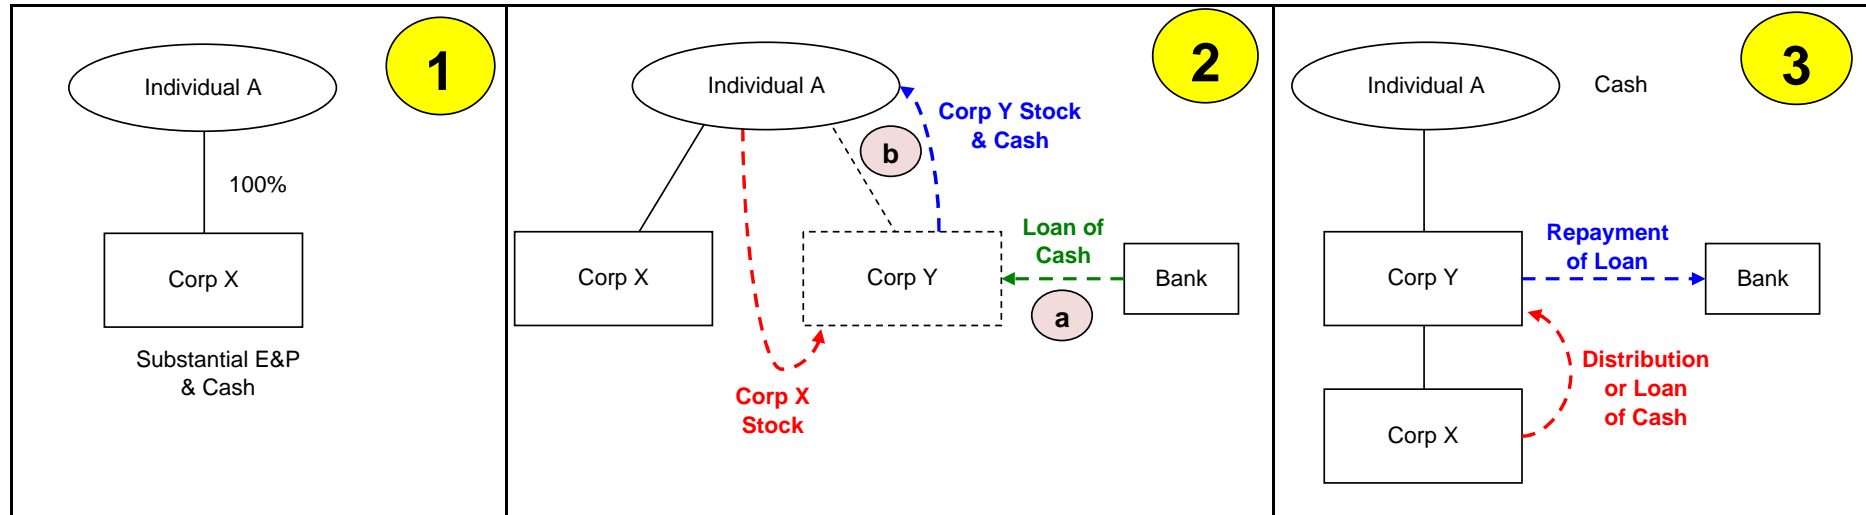 1
Individual A
100%
Corp X
Substantial E&P
& Cash
2
Individual A
Corp Y Stock
& Cash
b
Corp X
Corp Y
Loan of
Cash
a
Bank
Corp X
Stock
3
Individual A
Cash
Corp Y
Repayment
of Loan
Bank
Distribution
or Loan
of Cash
Corp X